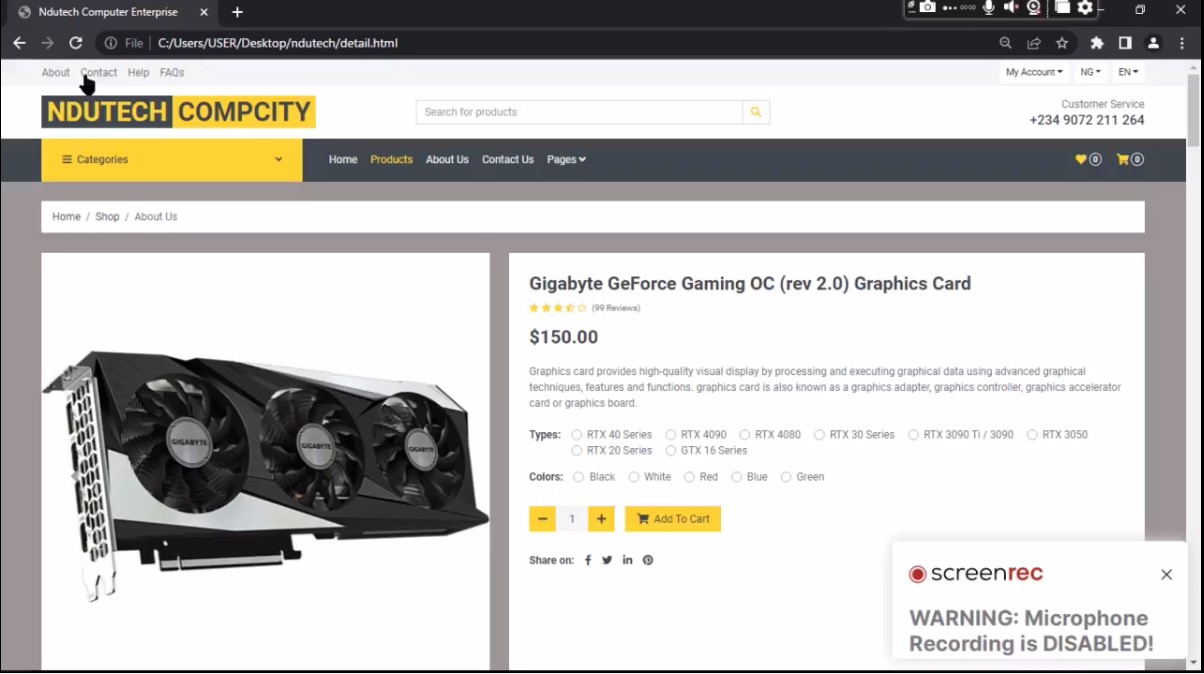 Ndutech Computer Enterprise
File C:/Users/USER/Desktop/ndutech/detail.html
About Contact Help FAQs My Account NG EN
NDUTECH COMPCITY
Search for products
Customer Service
+234 9072 211 264
Categories Home Products About Us Contact Us Pages 0 0
Home / Shop / About Us
Gigabyte GeForce Gaming OC (rev 2.0) Graphics Card
(99 Reviews)
$150.00
Graphics card provides high-quality visual display by processing and executing graphical data using advanced graphical
techniques, features and functions. graphics card is also known as a graphics adapter, graphics controller, graphics accelerator
card or graphics board.
Types: RTX 40 Series RTX 4090 RTX 4080 RTX 30 Series RTX 3090 Ti / 3090 RTX 3050
RTX 20 Series GTX 16 Series
Colors: Black White Red Blue Green
1 Add To Cart
Share on:
GIGABYTE
GIGABYTE
GIGABYTE
screenrec
WARNING: Microphone
Recording is DISABLED!